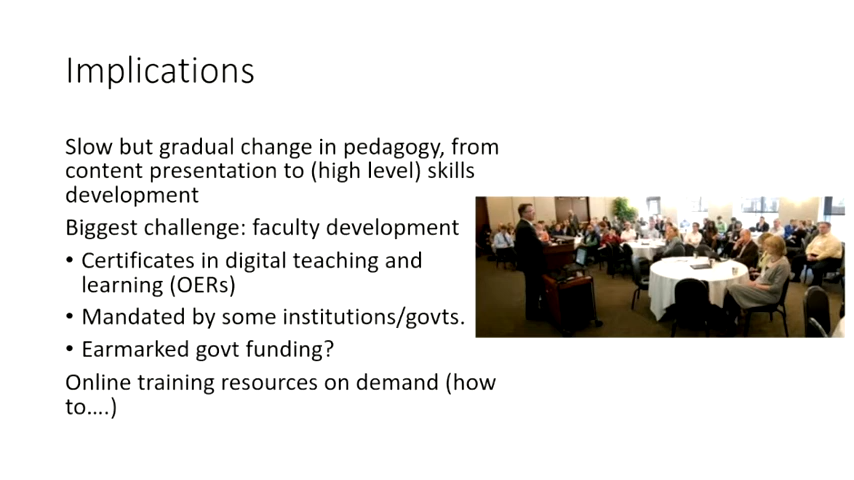 Implications
Slow but gradual change in pedagogy, from
content presentation to (high level) skills
development
Biggest challenge: faculty development
• Certificates in digital teaching and
learning (OERs)
• Mandated by some institutions/govts.
• Earmarked govt funding?
Online training resources on demand (how
to….)